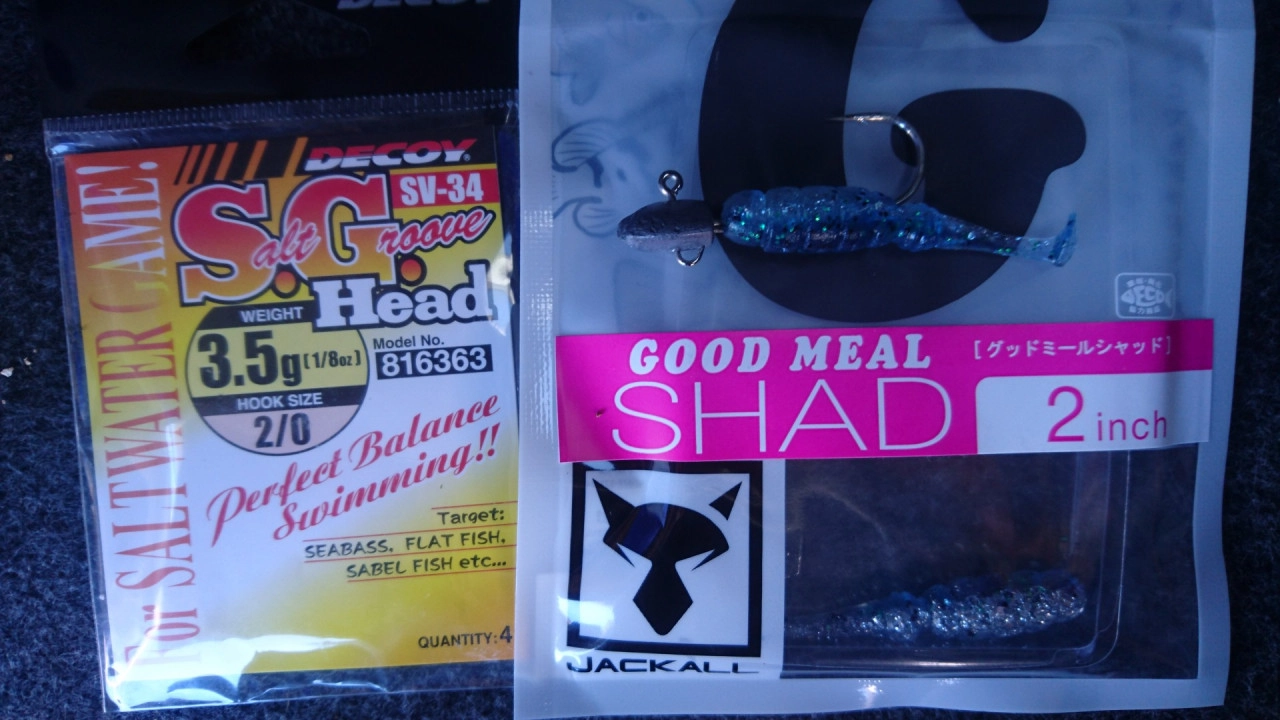 DECOY
DECOY
SV-34
S.G.
Salt Groove
Head
WEIGHT
3.5g (1/8oz)
HOOK SIZE
2/0
Model No.
816363
For SALTWATER GAME!
Perfect Balance
Swimming!!
Target:
SEABASS. FLAT FISH.
SABEL FISH etc...
QUANTITY: 4
G
GOOD MEAL
[グッドミールシャッド]
SHAD
2 inch
JACKALL